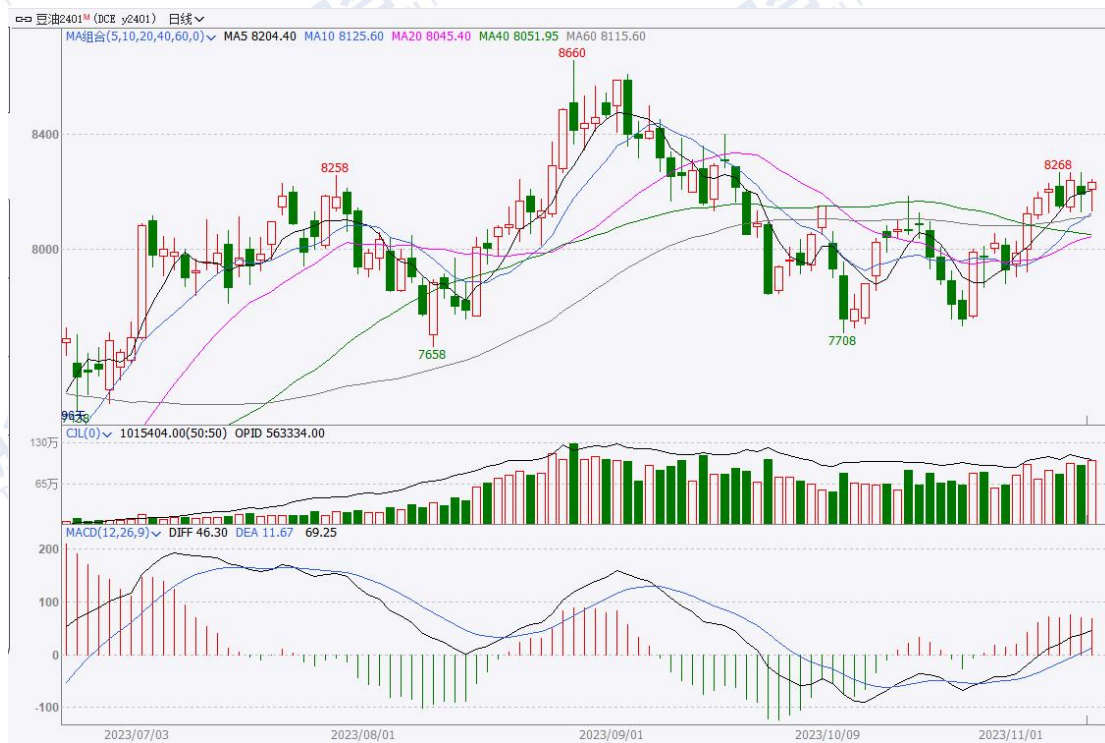 豆油2401M (DCE y2401) 日线
MA组合(5,10,20,40,60,0) MA5 8204.40 MA10 8125.60 MA20 8045.40 MA40 8051.95 MA60 8115.60
8660
8400
8258
8268
8000
7708
7658
CJL(0) 1015404.00(50:50) OPID 563334.00
130万
65万
MACD(12,26,9) DIFF 46.30 DEA 11.67 69.25
200
100
0
-100
2023/07/03 2023/08/01 2023/09/01 2023/10/09 2023/11/01